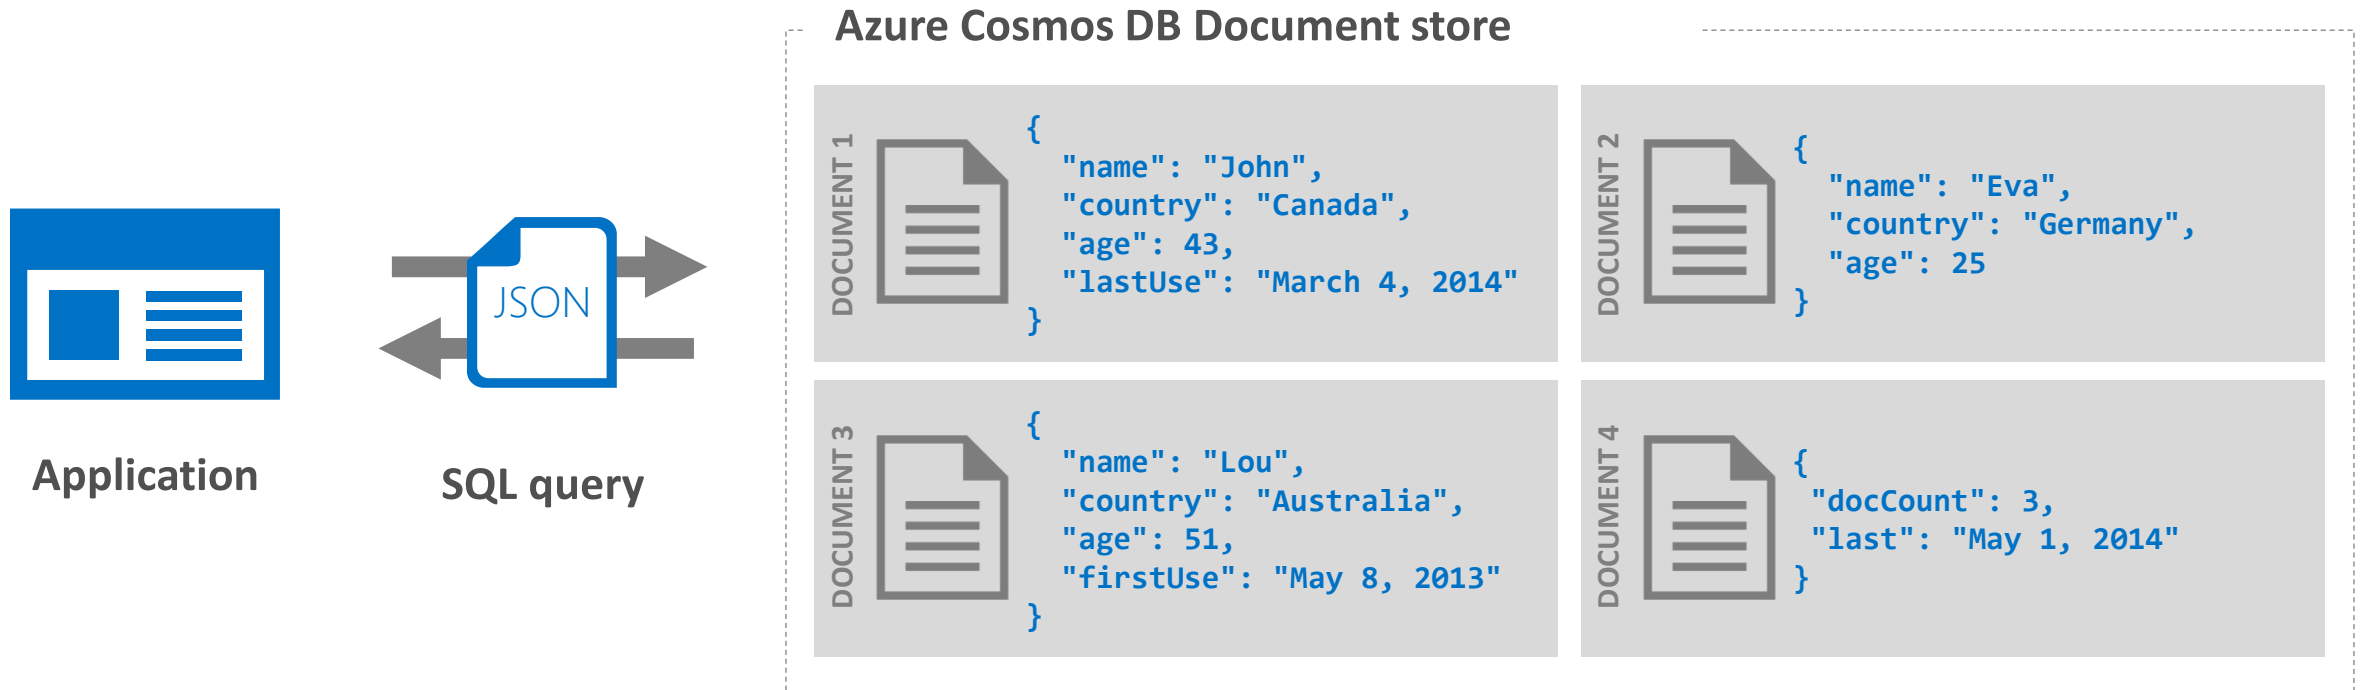 Azure Cosmos DB Document store
Application
JSON
SQL query
DOCUMENT 1
{
"name": "John",
"country": "Canada",
"age": 43,
"lastUse": "March 4, 2014"
}
DOCUMENT 2
{
"name": "Eva",
"country": "Germany",
"age": 25
}
DOCUMENT 3
{
"name": "Lou",
"country": "Australia",
"age": 51,
"firstUse": "May 8, 2013"
}
DOCUMENT 4
{
"docCount": 3,
"last": "May 1, 2014"
}